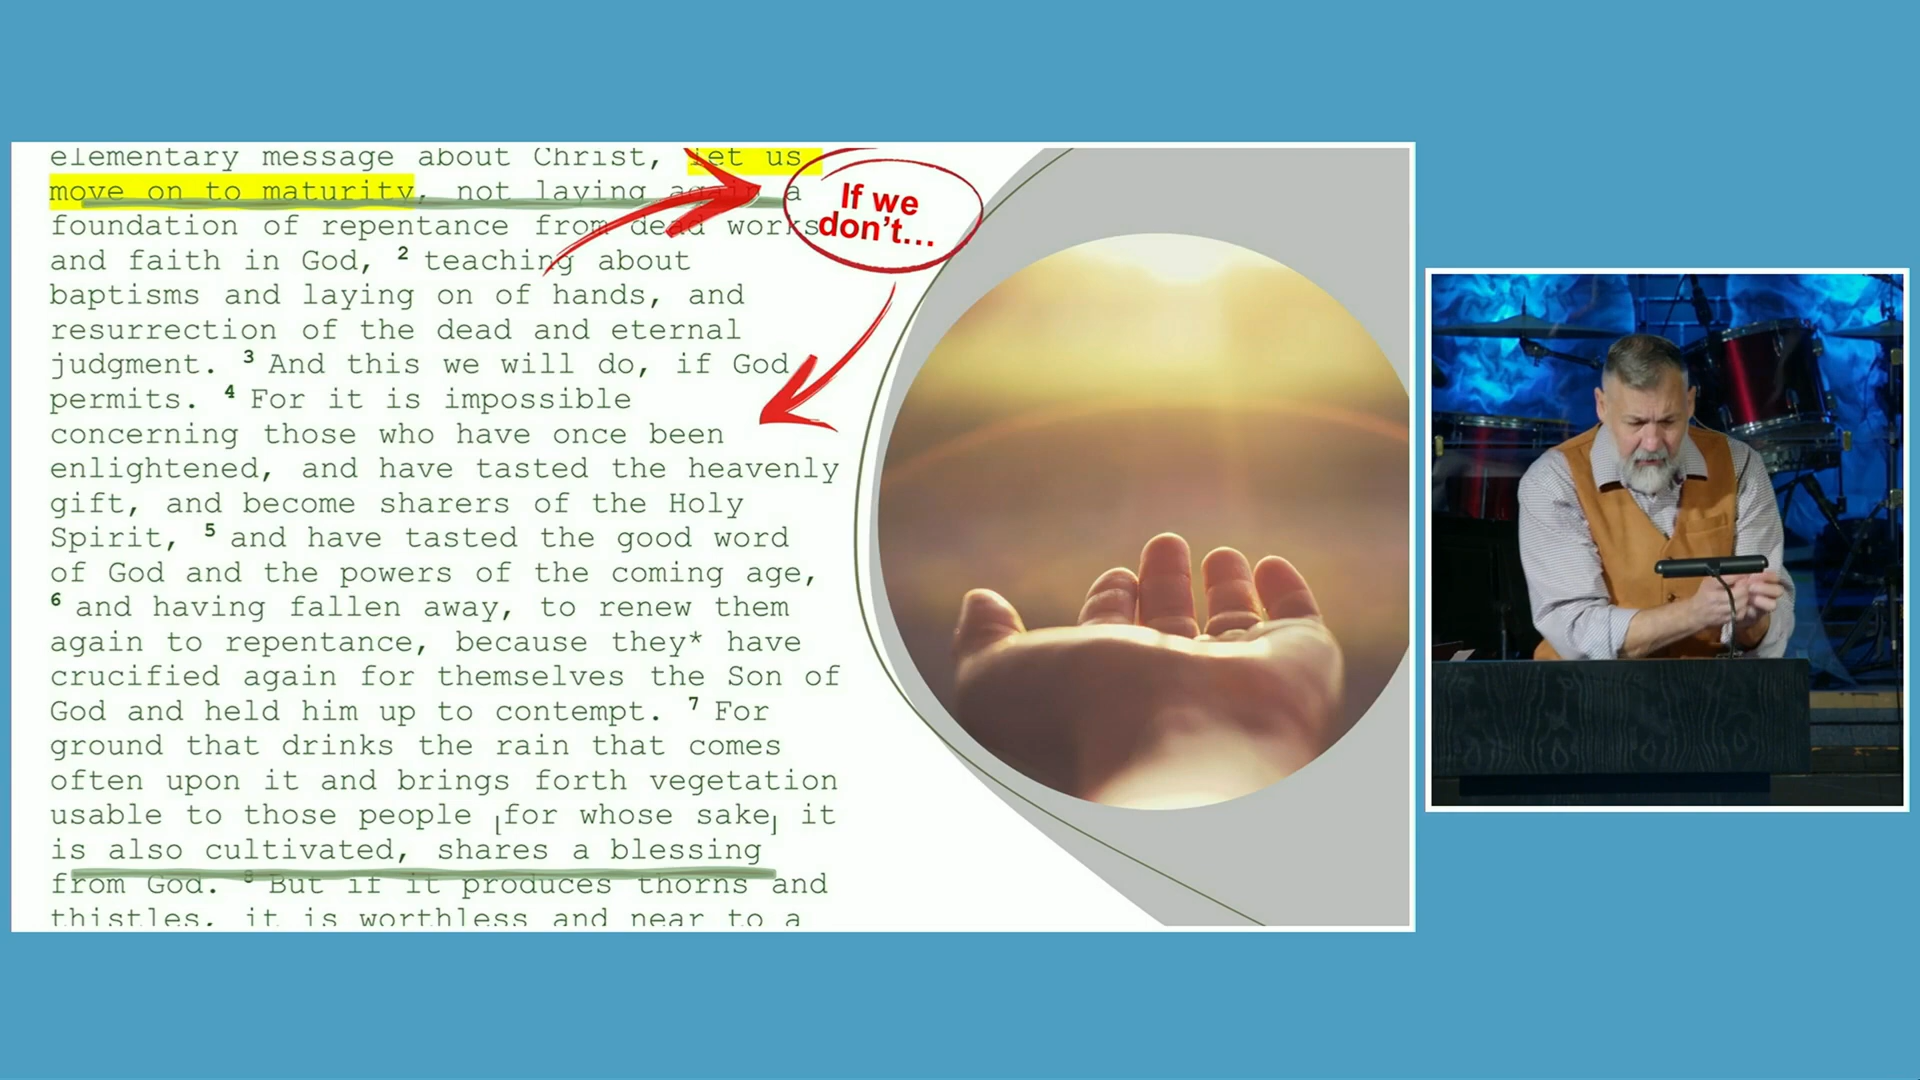 elementary message about Christ, let us
move on to maturity, not laying again a
foundation of repentance from dead works
and faith in God, 2 teaching about
baptisms and laying on of hands, and
resurrection of the dead and eternal
judgment. 3 And this we will do, if God
permits. 4 For it is impossible
concerning those who have once been
enlightened, and have tasted the heavenly
gift, and become sharers of the Holy
Spirit, 5 and have tasted the good word
of God and the powers of the coming age,
6 and having fallen away, to renew them
again to repentance, because they* have
crucified again for themselves the Son of
God and held him up to contempt. 7 For
ground that drinks the rain that comes
often upon it and brings forth vegetation
usable to those people ⌊for whose sake⌋ it
is also cultivated, shares a blessing
from God. 8 But if it produces thorns and
thistles, it is worthless and near to a
If we
don't...